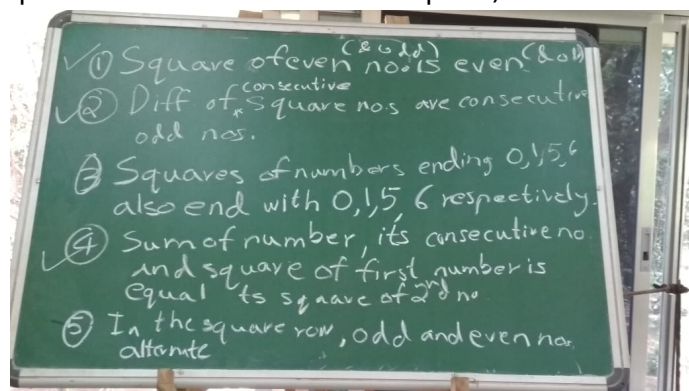 ① Square of even (& odd) no. is even (& odd)
② Diff of consecutive square nos are consecutive
odd nos.
③ Squares of numbers ending 0,1,5,6
also end with 0,1,5,6 respectively.
④ Sum of number, its consecutive no.
and square of first number is
equal to square of 2nd no
⑤ In the square row, odd and even no.
alternate